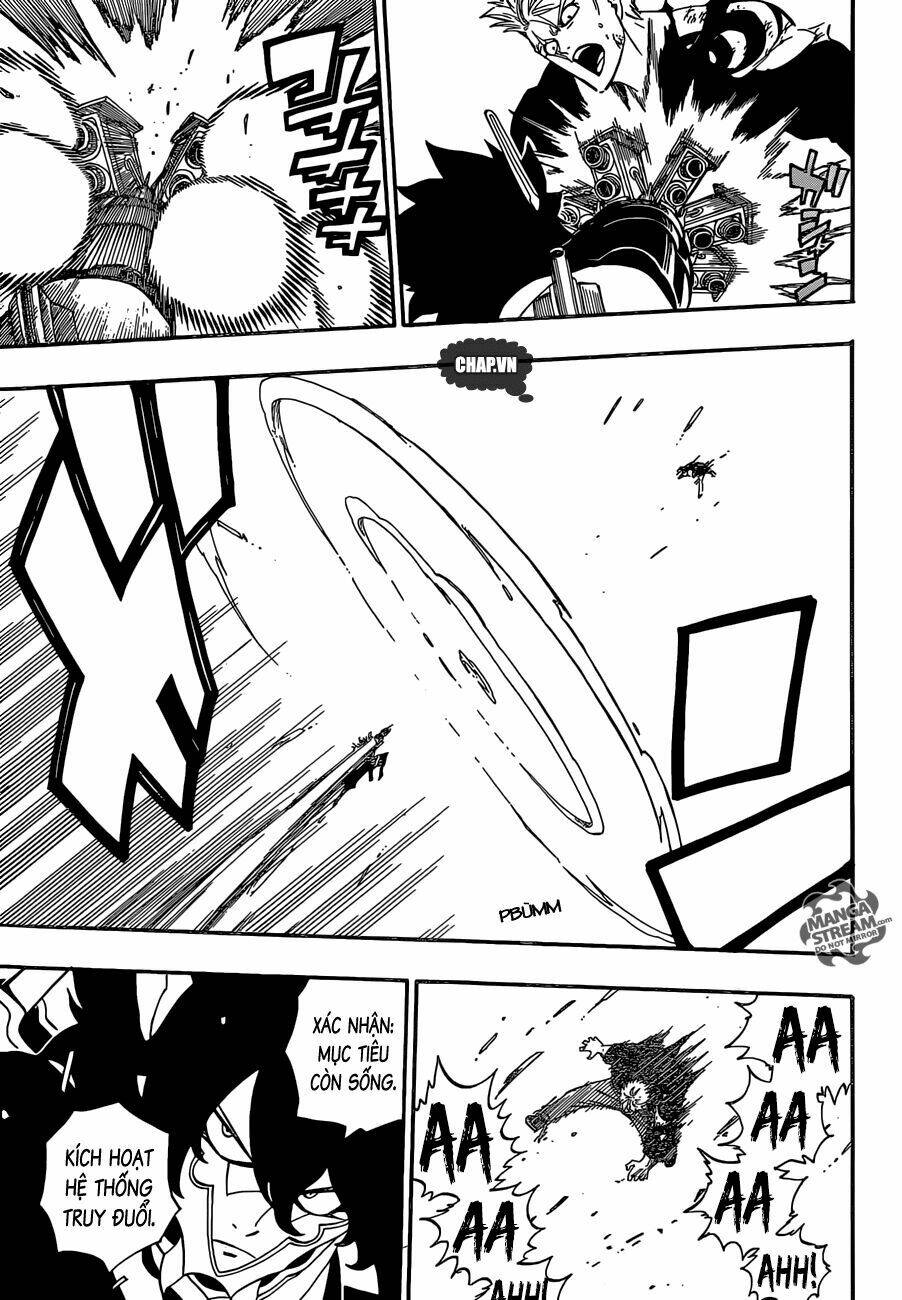 CHAP.VN
PBÜMM
MANGA
STREAM.COM
DO NOT MIRROR
AA
AA
AA
AHH!
AA
AA
AHH!
XÁC NHẬN:
MỤC TIÊU
CÒN SỐNG.
KÍCH HOẠT
HỆ THỐNG
TRUY ĐUỔI.